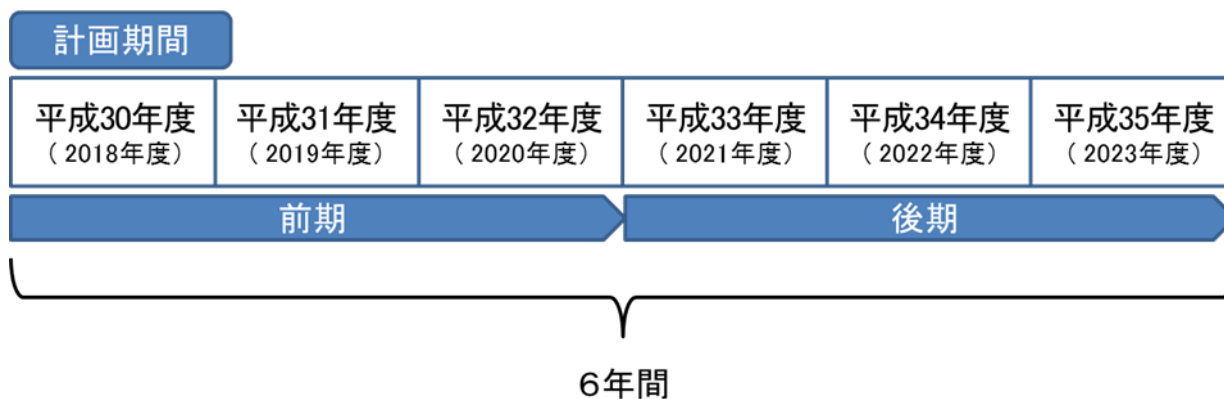 計画期間
平成30年度 平成31年度 平成32年度 平成33年度 平成34年度 平成35年度
（2018年度） （2019年度） （2020年度） （2021年度） （2022年度） （2023年度）
前期 後期
６年間